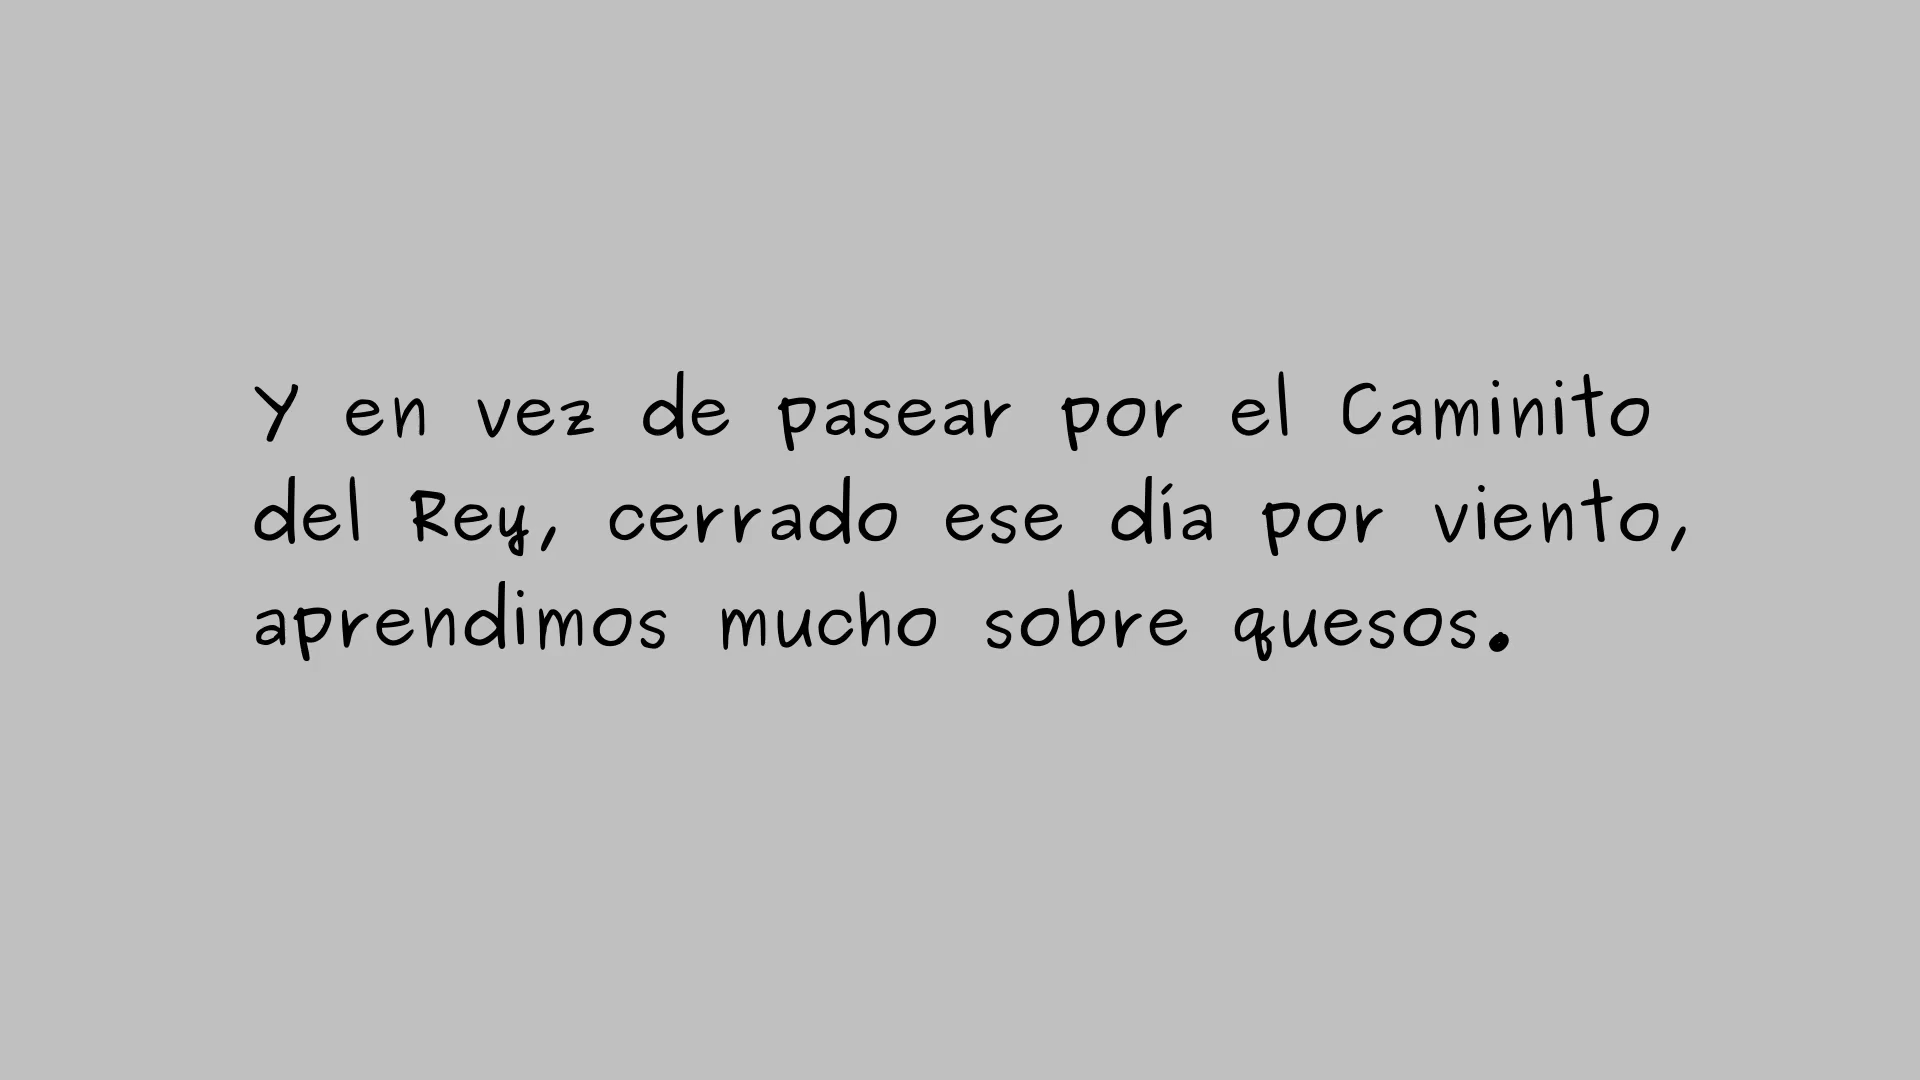 Y en vez de pasear por el Caminito
del Rey, cerrado ese día por viento,
aprendimos mucho sobre quesos.